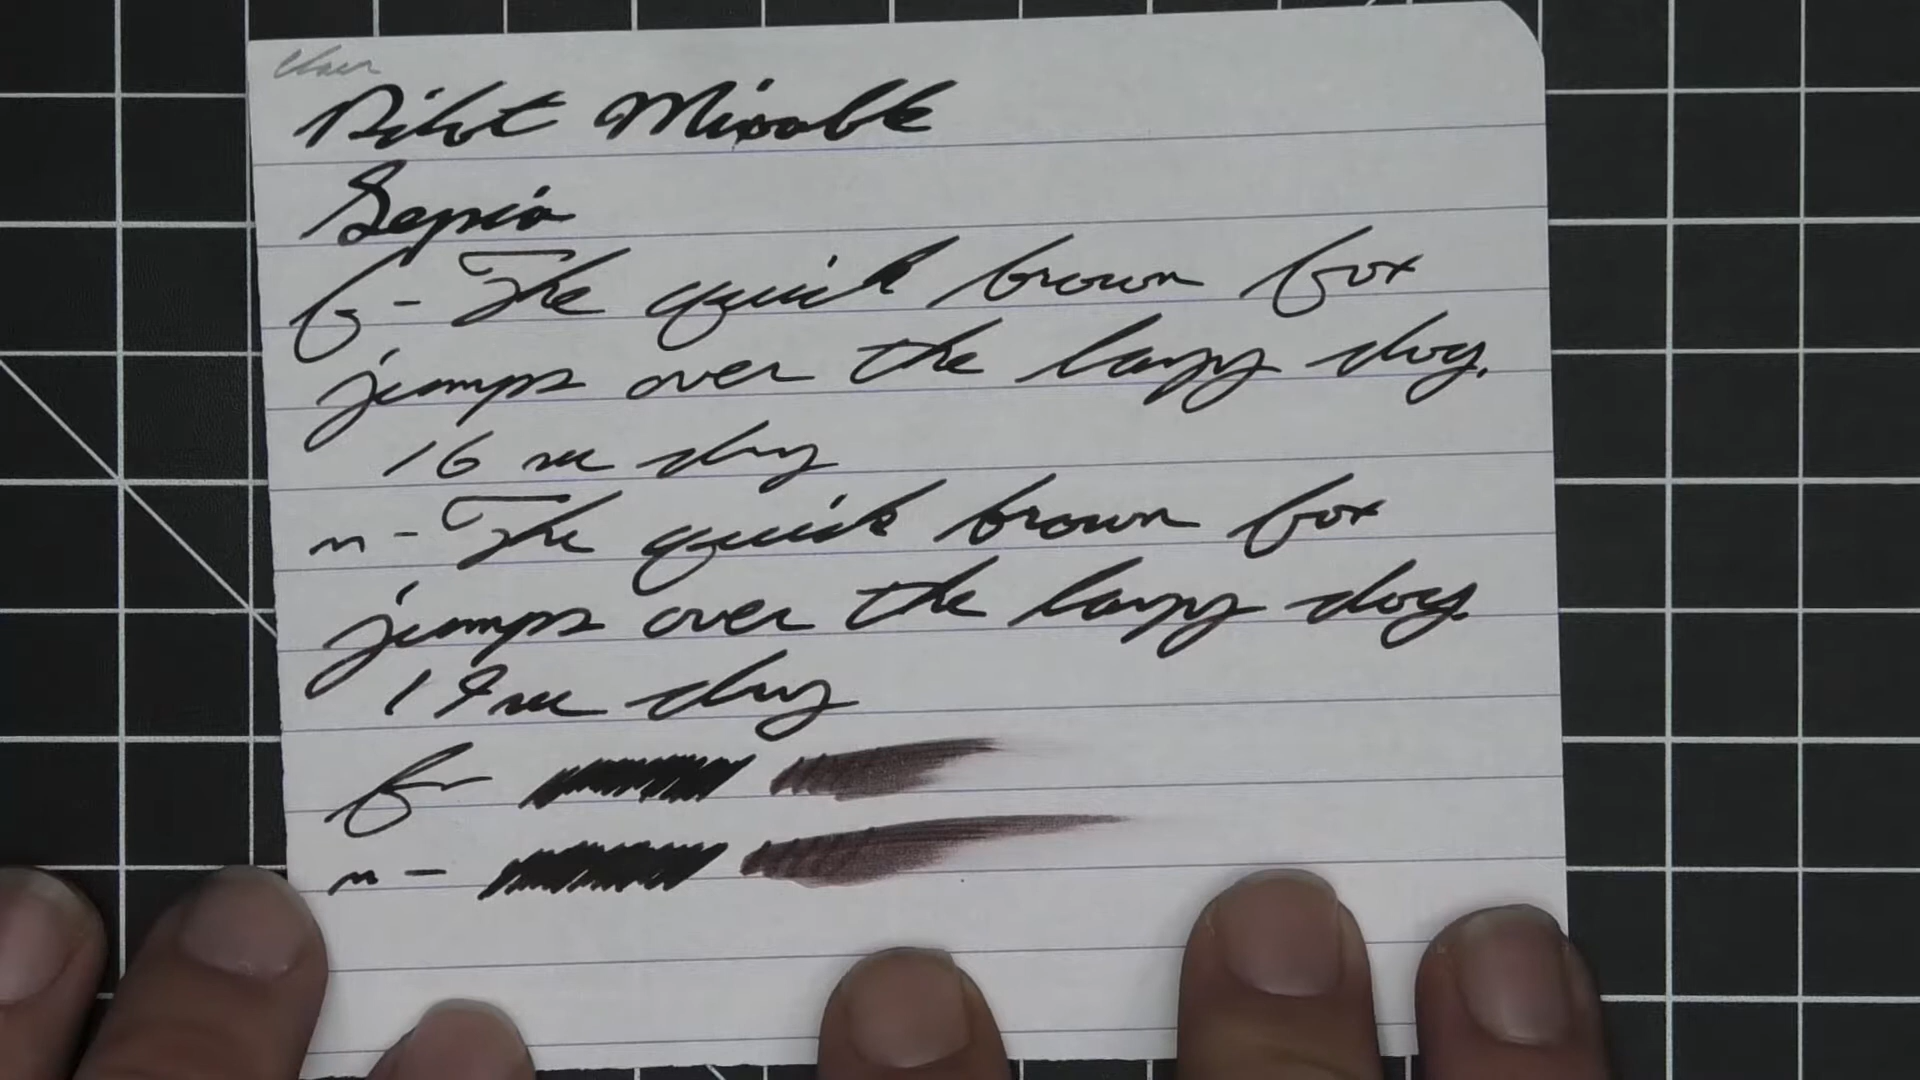 Pilot Mixable
Sepia
f - The quick brown fox
jumps over the lazy dog.
16 sec dry
m - The quick brown fox
jumps over the lazy dog.
19 sec dry
f -
m -